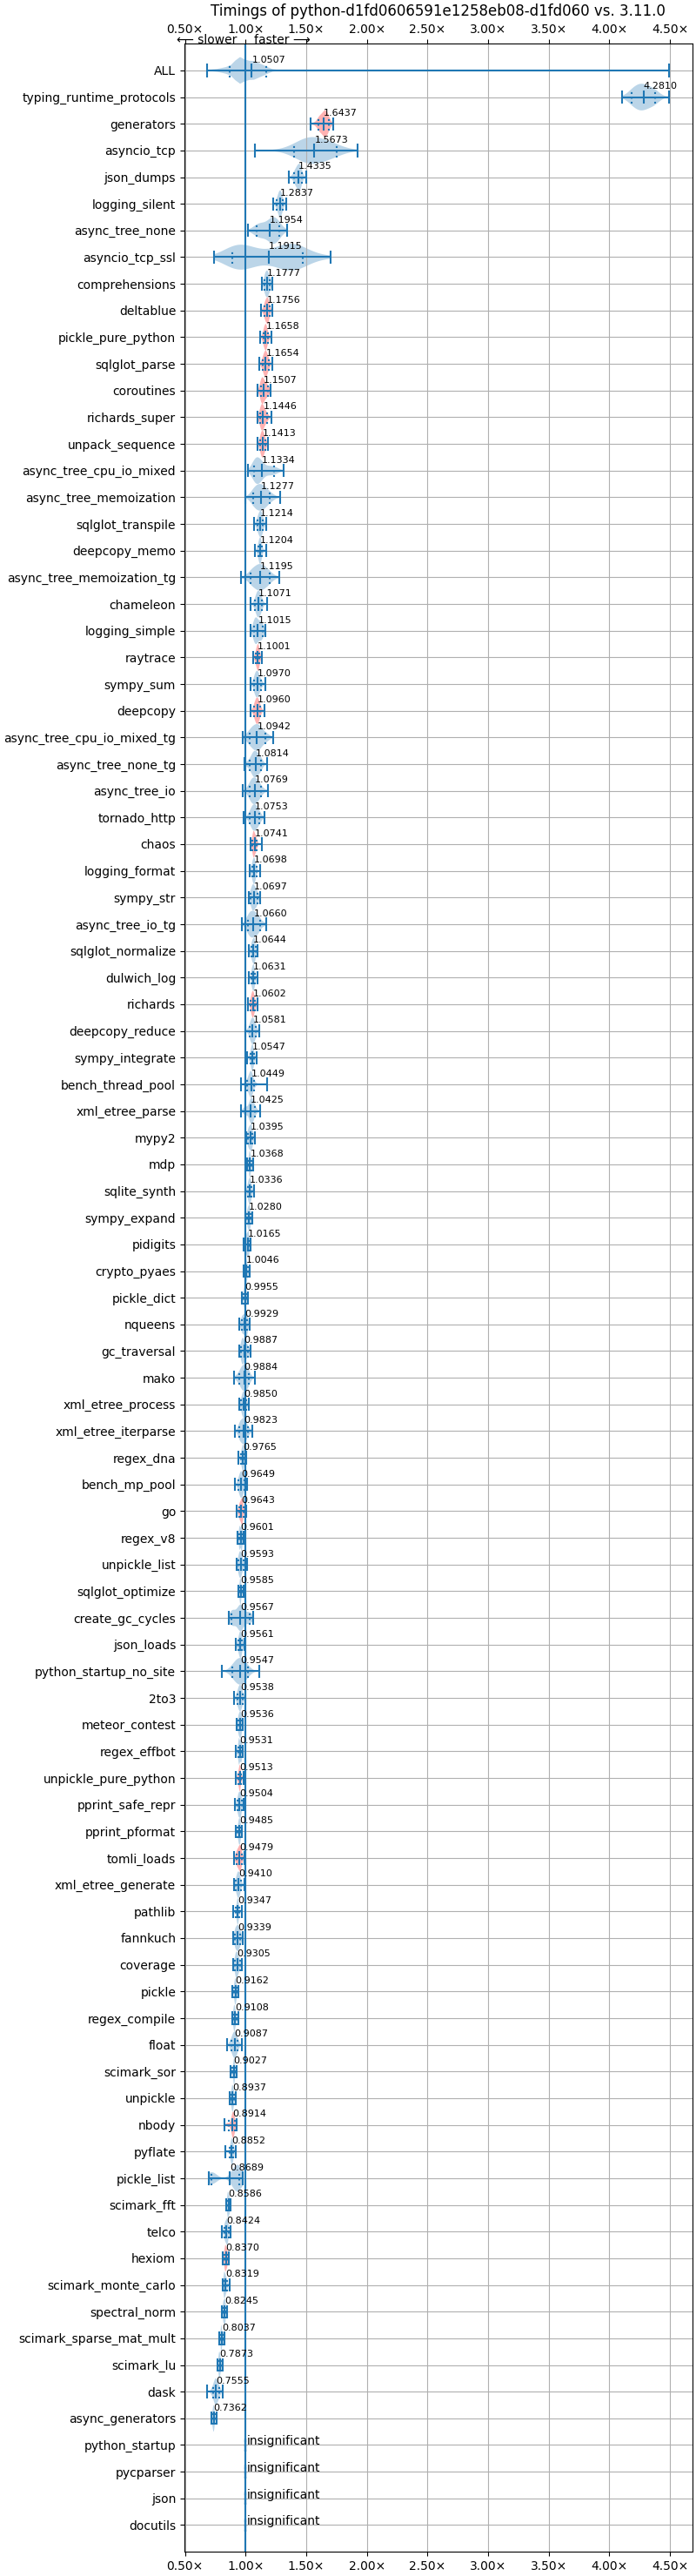 Timings of python-d1fd0606591e1258eb08-d1fd060 vs. 3.11.0
0.50× 1.00× 1.50× 2.00× 2.50× 3.00× 3.50× 4.00× 4.50×
⟵ slower faster ⟶
ALL 1.0507
typing_runtime_protocols 4.2810
generators 1.6437
asyncio_tcp 1.5673
json_dumps 1.4335
logging_silent 1.2837
async_tree_none 1.1954
asyncio_tcp_ssl 1.1915
comprehensions 1.1777
deltablue 1.1756
pickle_pure_python 1.1658
sqlglot_parse 1.1654
coroutines 1.1507
richards_super 1.1446
unpack_sequence 1.1413
async_tree_cpu_io_mixed 1.1334
async_tree_memoization 1.1277
sqlglot_transpile 1.1214
deepcopy_memo 1.1204
async_tree_memoization_tg 1.1195
chameleon 1.1071
logging_simple 1.1015
raytrace 1.1001
sympy_sum 1.0970
deepcopy 1.0960
async_tree_cpu_io_mixed_tg 1.0942
async_tree_none_tg 1.0814
async_tree_io 1.0769
tornado_http 1.0753
chaos 1.0741
logging_format 1.0698
sympy_str 1.0697
async_tree_io_tg 1.0660
sqlglot_normalize 1.0644
dulwich_log 1.0631
richards 1.0602
deepcopy_reduce 1.0581
sympy_integrate 1.0547
bench_thread_pool 1.0449
xml_etree_parse 1.0425
mypy2 1.0395
mdp 1.0368
sqlite_synth 1.0336
sympy_expand 1.0280
pidigits 1.0165
crypto_pyaes 1.0046
pickle_dict 0.9955
nqueens 0.9929
gc_traversal 0.9887
mako 0.9884
xml_etree_process 0.9850
xml_etree_iterparse 0.9823
regex_dna 0.9765
bench_mp_pool 0.9649
go 0.9643
regex_v8 0.9601
unpickle_list 0.9593
sqlglot_optimize 0.9585
create_gc_cycles 0.9567
json_loads 0.9561
python_startup_no_site 0.9547
2to3 0.9538
meteor_contest 0.9536
regex_effbot 0.9531
unpickle_pure_python 0.9513
pprint_safe_repr 0.9504
pprint_pformat 0.9485
tomli_loads 0.9479
xml_etree_generate 0.9410
pathlib 0.9347
fannkuch 0.9339
coverage 0.9305
pickle 0.9162
regex_compile 0.9108
float 0.9087
scimark_sor 0.9027
unpickle 0.8937
nbody 0.8914
pyflate 0.8852
pickle_list 0.8689
scimark_fft 0.8586
telco 0.8424
hexiom 0.8370
scimark_monte_carlo 0.8319
spectral_norm 0.8245
scimark_sparse_mat_mult 0.8037
scimark_lu 0.7873
dask 0.7555
async_generators 0.7362
python_startup insignificant
pycparser insignificant
json insignificant
docutils insignificant
0.50× 1.00× 1.50× 2.00× 2.50× 3.00× 3.50× 4.00× 4.50×